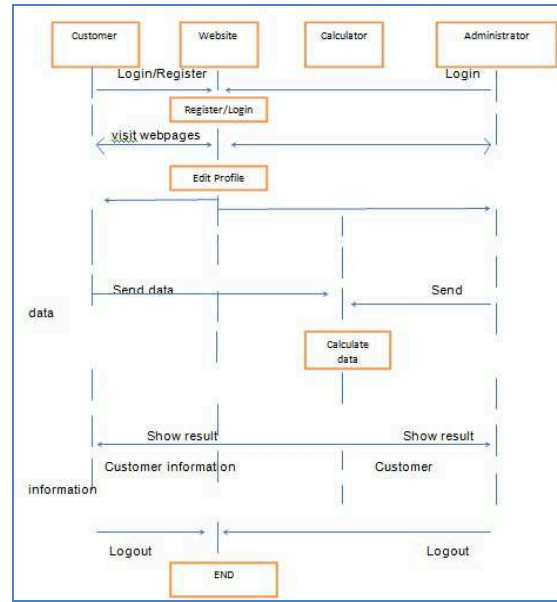 Customer Website Calculator Administrator
Login/Register Login
Register/Login
visit webpages
Edit Profile
Send data Send
data
Calculate
data
Show result Show result
Customer information Customer
information
Logout Logout
END